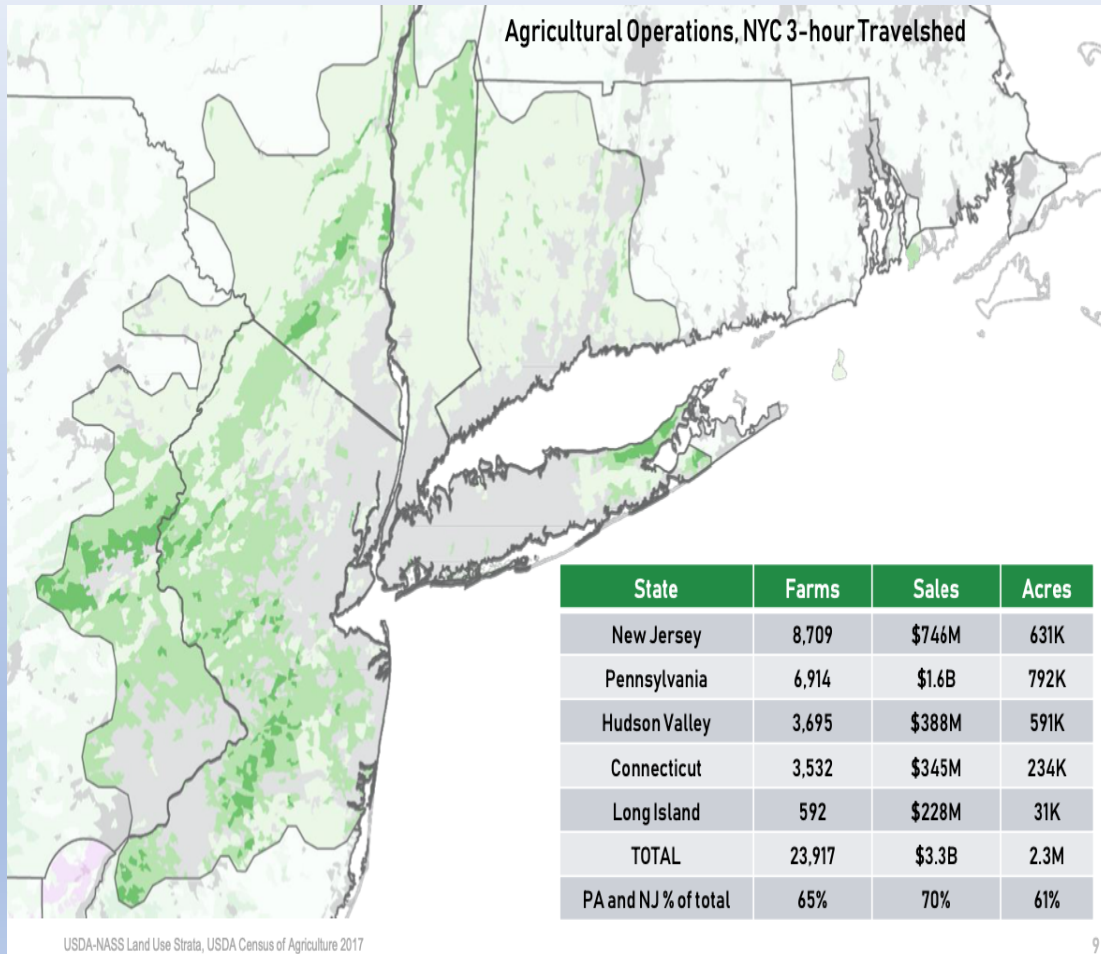 Agricultural Operations, NYC 3-hour Travelshed
State Farms Sales Acres
New Jersey 8,709 $746M 631K
Pennsylvania 6,914 $1.6B 792K
Hudson Valley 3,695 $388M 591K
Connecticut 3,532 $345M 234K
Long Island 592 $228M 31K
TOTAL 23,917 $3.3B 2.3M
PA and NJ % of total 65% 70% 61%
USDA-NASS Land Use Strata, USDA Census of Agriculture 2017
9